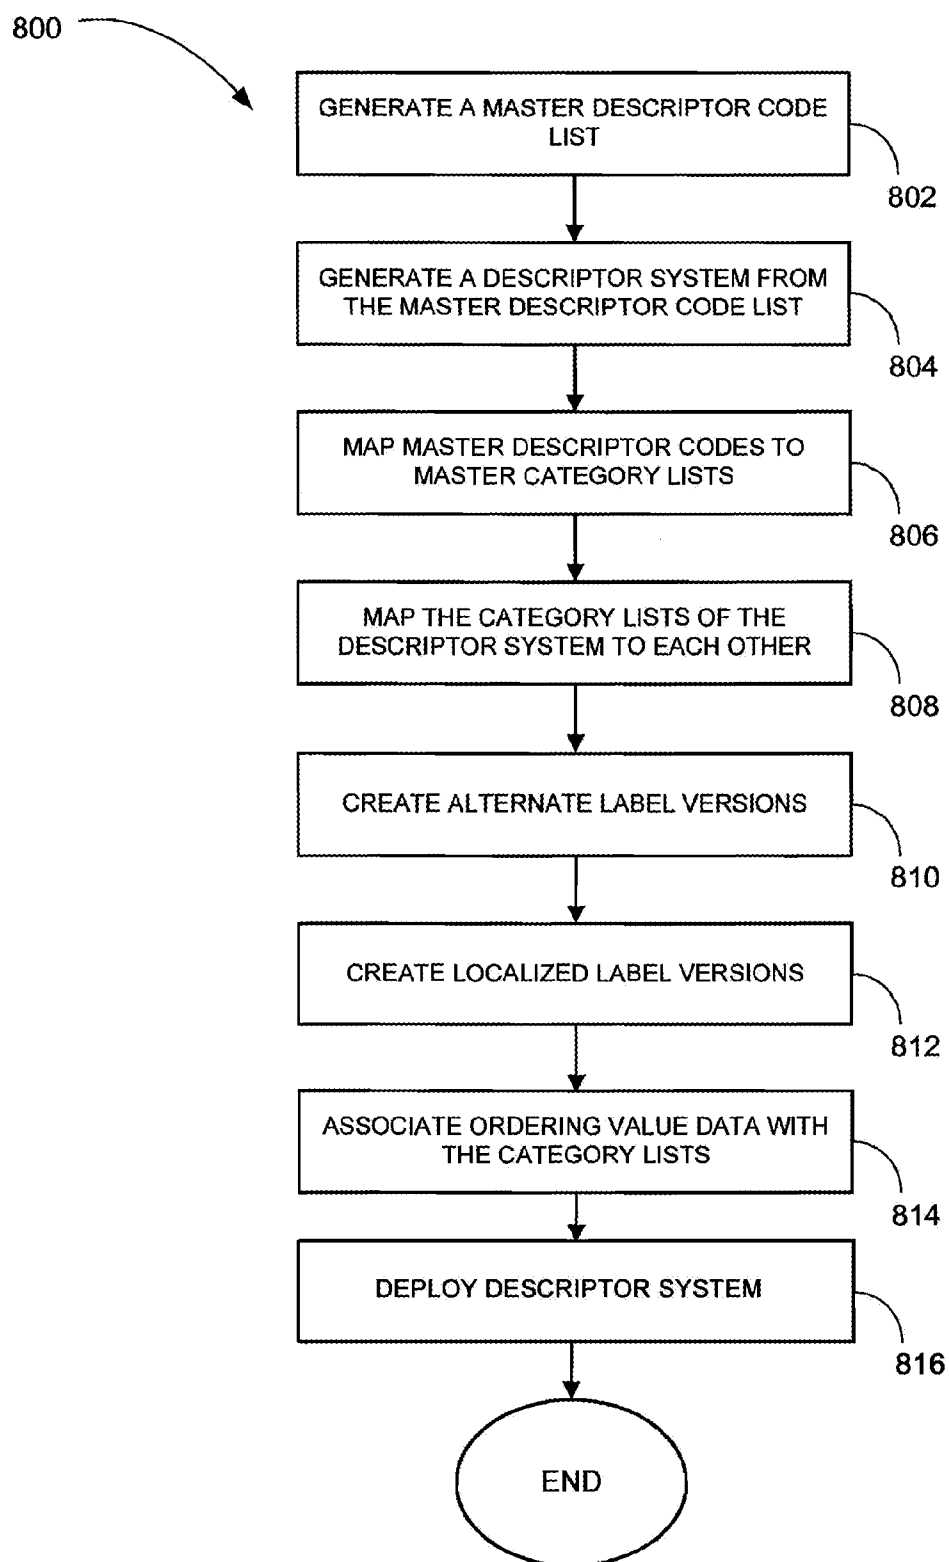 800
GENERATE A MASTER DESCRIPTOR CODE
LIST
802
GENERATE A DESCRIPTOR SYSTEM FROM
THE MASTER DESCRIPTOR CODE LIST
804
MAP MASTER DESCRIPTOR CODES TO
MASTER CATEGORY LISTS
806
MAP THE CATEGORY LISTS OF THE
DESCRIPTOR SYSTEM TO EACH OTHER
808
CREATE ALTERNATE LABEL VERSIONS
810
CREATE LOCALIZED LABEL VERSIONS
812
ASSOCIATE ORDERING VALUE DATA WITH
THE CATEGORY LISTS
814
DEPLOY DESCRIPTOR SYSTEM
816
END